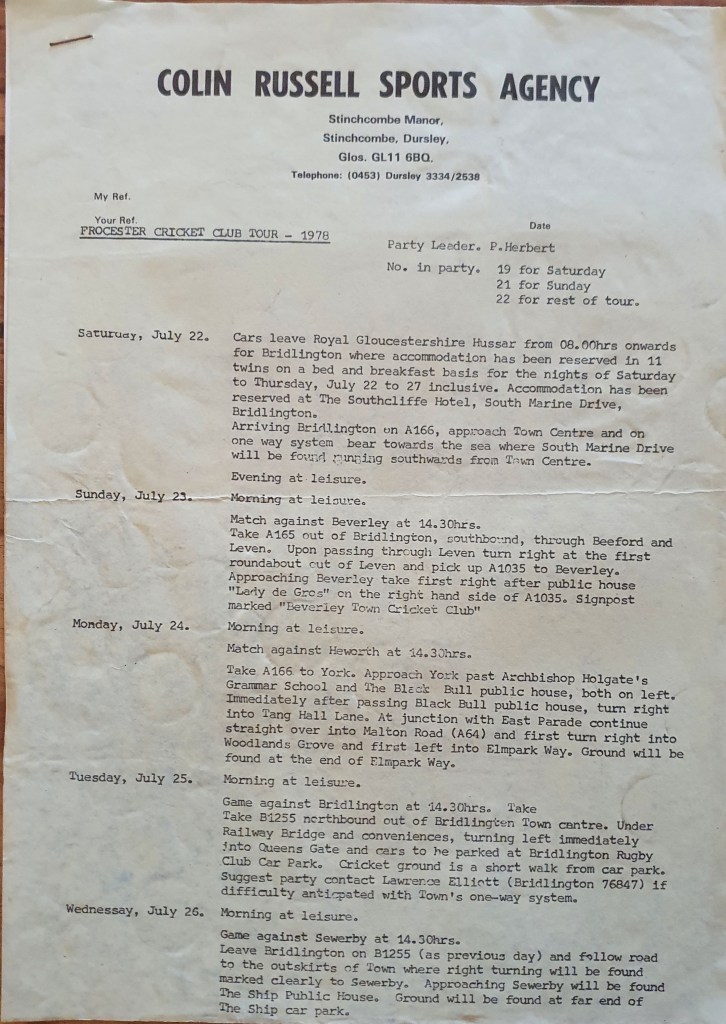 COLIN RUSSELL SPORTS AGENCY
Stinchcombe Manor,
Stinchcombe, Dursley,
Glos. GL11 6BQ.
Telephone: (0453) Dursley 3334/2538
My Ref.
Your Ref.
Date
FROCESTER CRICKET CLUB TOUR - 1978
Party Leader. P.Herbert
No. in party. 19 for Saturday
21 for Sunday
22 for rest of tour.
Saturday, July 22. Cars leave Royal Gloucestershire Hussar from 08.00hrs onwards
for Bridlington where accommodation has been reserved in 11
twins on a bed and breakfast basis for the nights of Saturday
to Thursday, July 22 to 27 inclusive. Accommodation has been
reserved at The Southcliffe Hotel, South Marine Drive,
Bridlington.
Arriving Bridlington on A166, approach Town Centre and on
one way system bear towards the sea where South Marine Drive
will be found running southwards from Town Centre.
Evening at leisure.
Sunday, July 23. Morning at leisure.
Match against Beverley at 14.30hrs.
Take A165 out of Bridlington, southbound, through Beeford and
Leven. Upon passing through Leven turn right at the first
roundabout out of Leven and pick up A1035 to Beverley.
Approaching Beverley take first right after public house
"Lady de Gros" on the right hand side of A1035. Signpost
marked "Beverley Town Cricket Club"
Monday, July 24. Morning at leisure.
Match against Heworth at 14.30hrs.
Take A166 to York. Approach York past Archbishop Holgate's
Grammar School and The Black Bull public house, both on left.
Immediately after passing Black Bull public house, turn right
into Tang Hall Lane. At junction with East Parade continue
straight over into Malton Road (A64) and first turn right into
Woodlands Grove and first left into Elmpark Way. Ground will be
found at the end of Elmpark Way.
Tuesday, July 25. Morning at leisure.
Game against Bridlington at 14.30hrs. Take
Take B1255 northbound out of Bridlington Town centre. Under
Railway Bridge and conveniences, turning left immediately
into Queens Gate and cars to be parked at Bridlington Rugby
Club Car Park. Cricket ground is a short walk from car park.
Suggest party contact Lawrence Elliott (Bridlington 76847) if
difficulty anticpated with Town's one-way system.
Wednessay, July 26. Morning at leisure.
Game against Sewerby at 14.30hrs.
Leave Bridlington on B1255 (as previous day) and follow road
to the outskirts of Town where right turning will be found
marked clearly to Sewerby. Approaching Sewerby will be found
The Ship Public House. Ground will be found at far end of
The Ship car park.